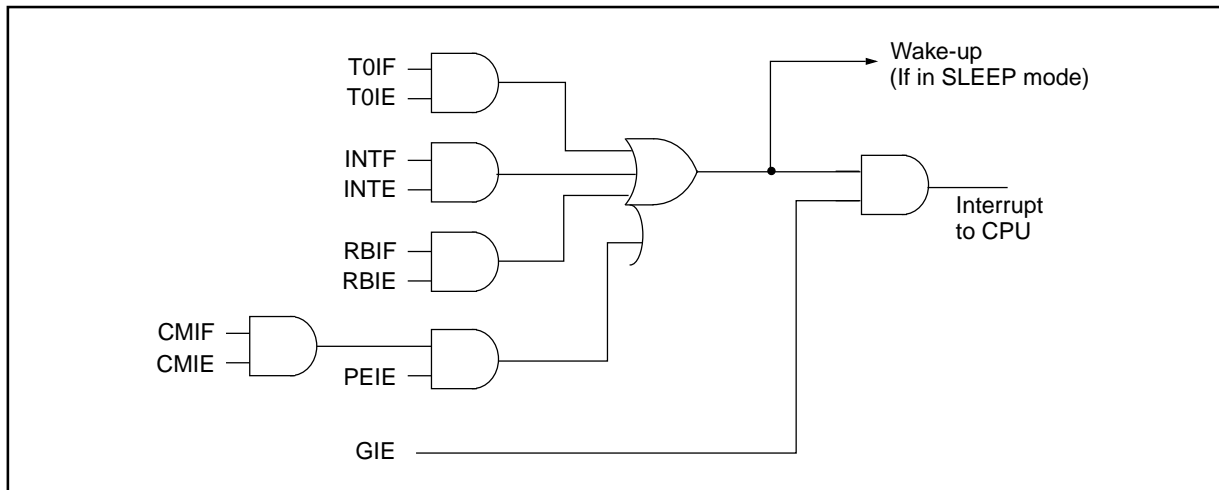 Wake-up
(If in SLEEP mode)
T0IF
T0IE
INTF
INTE
Interrupt
to CPU
RBIF
RBIE
CMIF
CMIE
PEIE
GIE